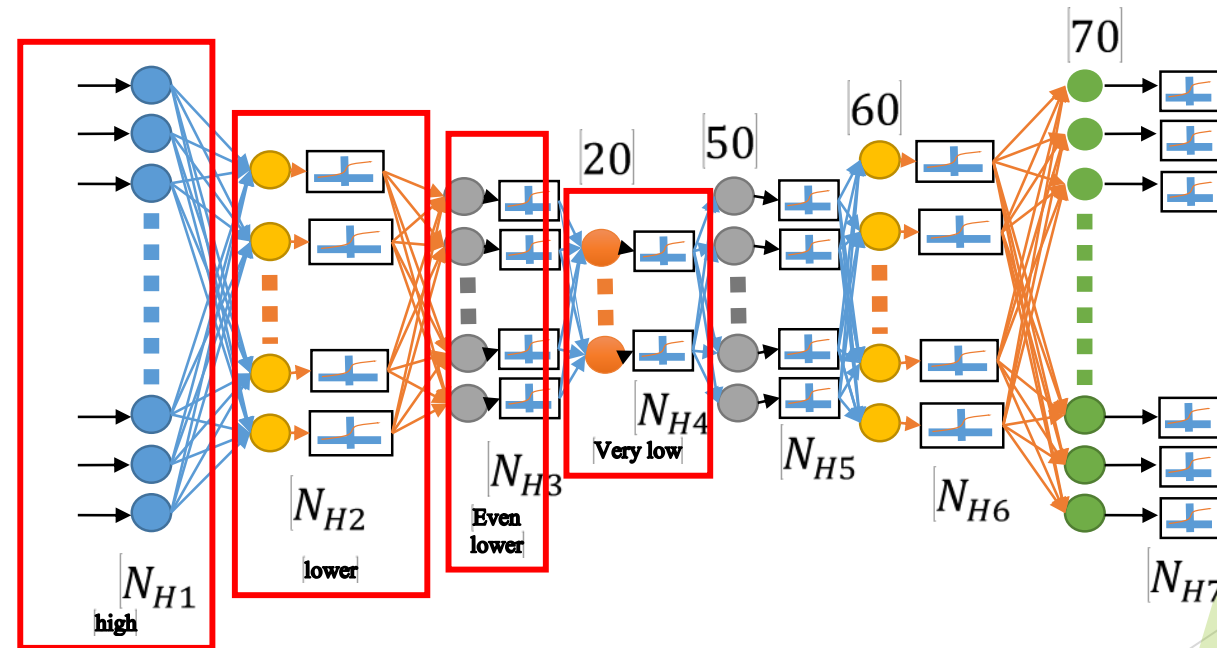 [70]
[60]
[50]
[20]
[N_H1
high
[N_H2
lower
[N_H3
Even
lower
[N_H4
Very low
[N_H5
[N_H6
[N_H7